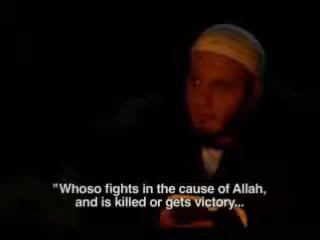 "Whoso fights in the cause of Allah,
and is killed or gets victory...